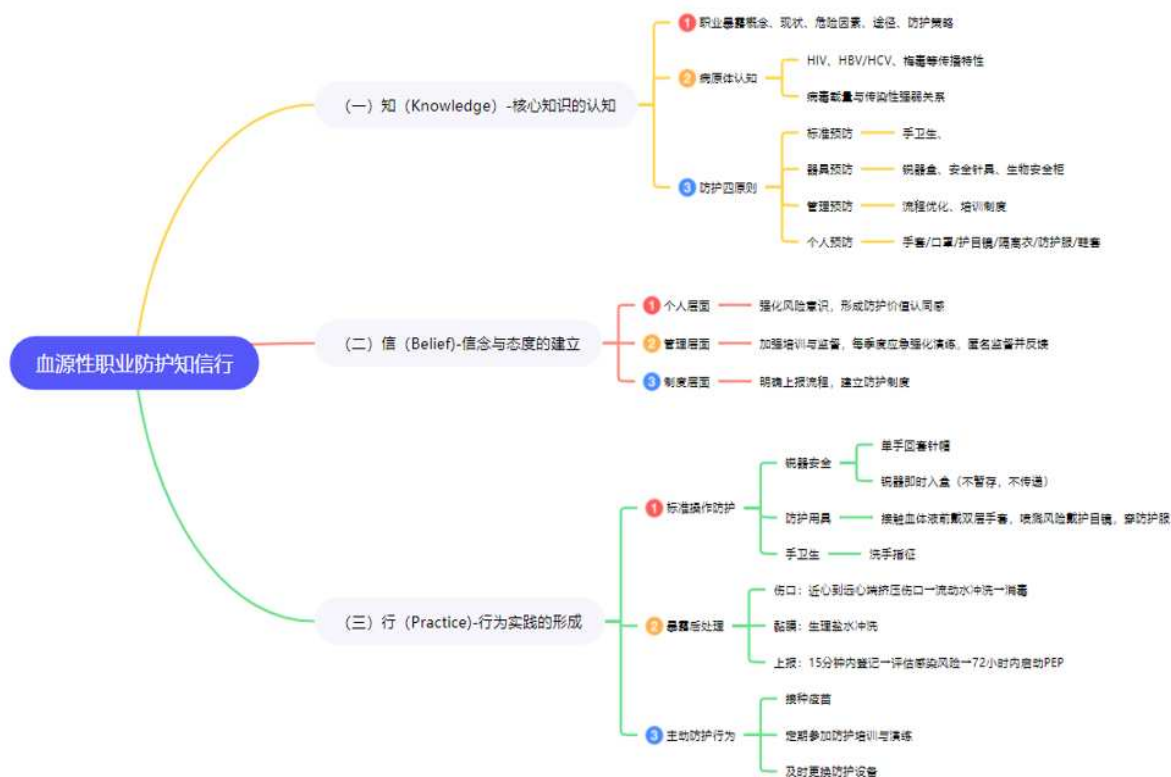 血源性职业防护知信行
（一）知（Knowledge）-核心知识的认知
1 职业暴露概念、现状、危险因素、途径、防护策略
2 病原体认知
HIV、HBV/HCV、梅毒等传播特性
病毒载量与传染性强弱关系
3 防护四原则
标准预防
手卫生、
器具预防
锐器盒、安全针具、生物安全柜
管理预防
流程优化、培训制度
个人预防
手套/口罩/护目镜/隔离衣/防护服/鞋套
（二）信（Belief)-信念与态度的建立
1 个人层面
强化风险意识，形成防护价值认同感
2 管理层面
加强培训与监督，每季度应急强化演练，匿名监督并反馈
3 制度层面
明确上报流程，建立防护制度
（三）行（Practice)-行为实践的形成
1 标准操作防护
锐器安全
单手回套针帽
锐器即时入盒（不暂存，不传递）
防护用具
接触血体液前戴双层手套，喷溅风险戴护目镜，穿防护服
手卫生
洗手指征
2 暴露后处理
伤口：近心到远心端挤压伤口→流动水冲洗→消毒
黏膜：生理盐水冲洗
上报：15分钟内登记→评估感染风险→72小时内启动PEP
3 主动防护行为
接种疫苗
定期参加防护培训与演练
及时更换防护设备